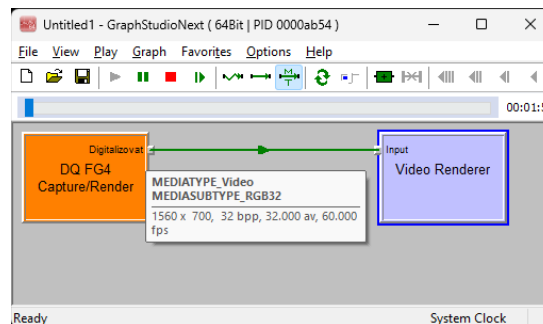 Untitled1 - GraphStudioNext ( 64Bit | PID 0000ab54 )
File View Play Graph Favorites Options Help
M
T
00:01:5
Digitalizovat
Input
DQ FG4
Capture/Render
Video Renderer
MEDIATYPE_Video
MEDIASUBTYPE_RGB32
1560 x 700, 32 bpp, 32.000 av, 60.000
fps
Ready
System Clock